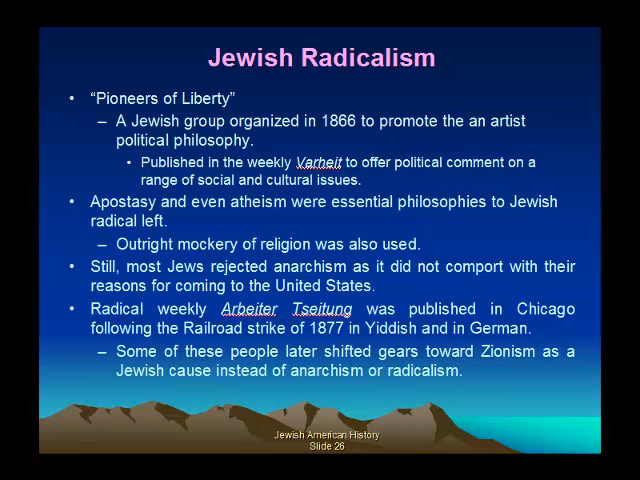 Jewish Radicalism
• “Pioneers of Liberty”
– A Jewish group organized in 1866 to promote the an artist
political philosophy.
• Published in the weekly Varheit to offer political comment on a
range of social and cultural issues.
• Apostasy and even atheism were essential philosophies to Jewish
radical left.
– Outright mockery of religion was also used.
• Still, most Jews rejected anarchism as it did not comport with their
reasons for coming to the United States.
• Radical weekly Arbeiter Tseitung was published in Chicago
following the Railroad strike of 1877 in Yiddish and in German.
– Some of these people later shifted gears toward Zionism as a
Jewish cause instead of anarchism or radicalism.
Jewish American History
Slide 26